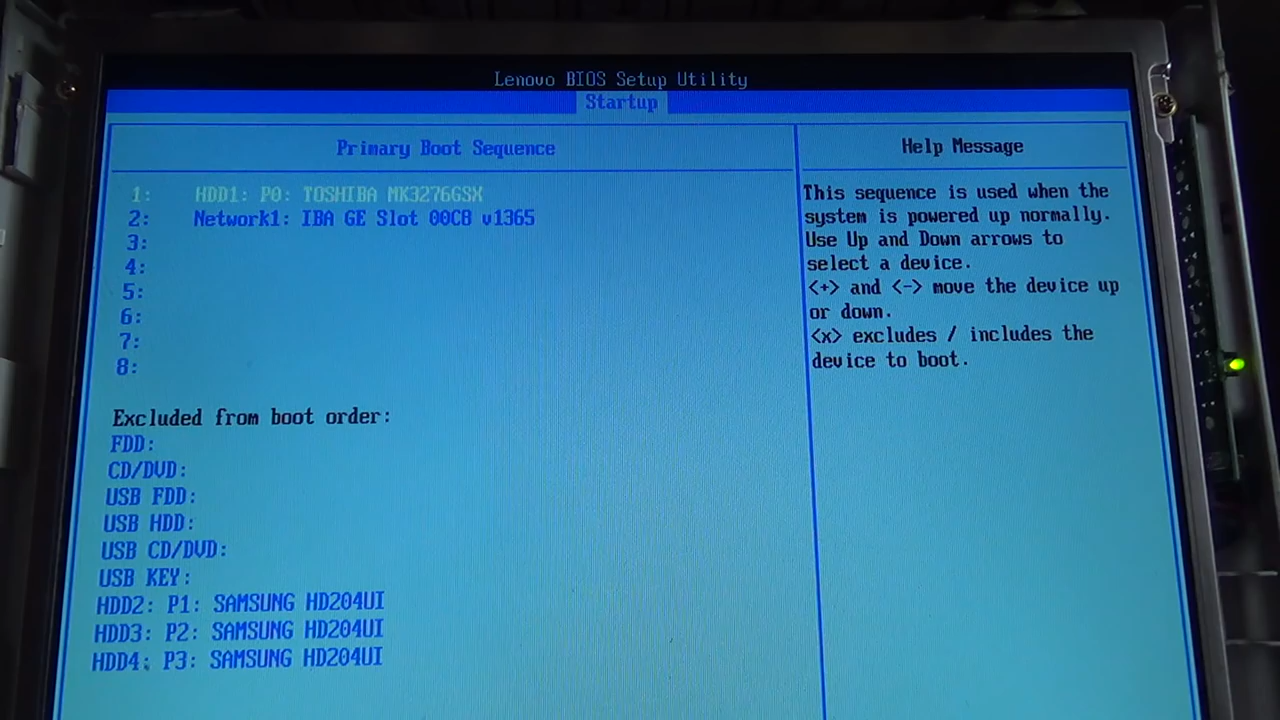 Lenovo BIOS Setup Utility
Startup
Primary Boot Sequence
1: HDD1: P0: TOSHIBA MK3276GSX
2: Network1: IBA GE Slot 00C8 v1365
3:
4:
5:
6:
7:
8:
Excluded from boot order:
FDD:
CD/DVD:
USB FDD:
USB HDD:
USB CD/DVD:
USB KEY:
HDD2: P1: SAMSUNG HD204UI
HDD3: P2: SAMSUNG HD204UI
HDD4: P3: SAMSUNG HD204UI
Help Message
This sequence is used when the
system is powered up normally.
Use Up and Down arrows to
select a device.
<+> and <-> move the device up
or down.
<x> excludes / includes the
device to boot.